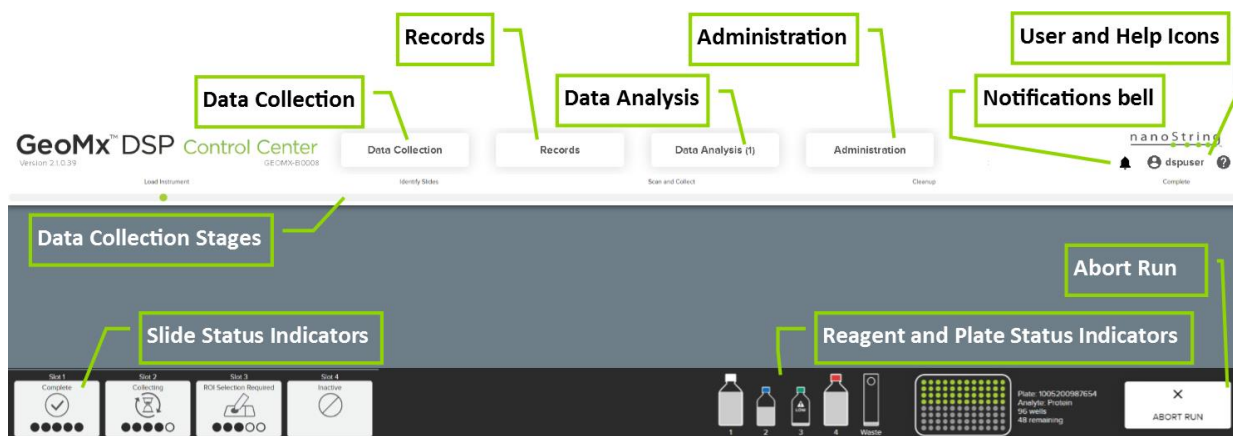 Records
Administration
User and Help Icons
Data Collection
Data Analysis
Notifications bell
GeoMx™ DSP Control Center
Version 2.1.0.39
GEOMX-B0008
Data Collection
Records
Data Analysis (1)
Administration
nanoString
dspuser
?
Load Instrument
Identify Slides
Scan and Collect
Cleanup
Complete
Data Collection Stages
Abort Run
Slide Status Indicators
Reagent and Plate Status Indicators
Slot 1
Slot 2
Slot 3
Slot 4
Complete
Collecting
ROI Selection Required
Inactive
LOW
1
2
3
4
Waste
Plate: 1005200987654
Analyte: Protein
96 wells
48 remaining
ABORT RUN